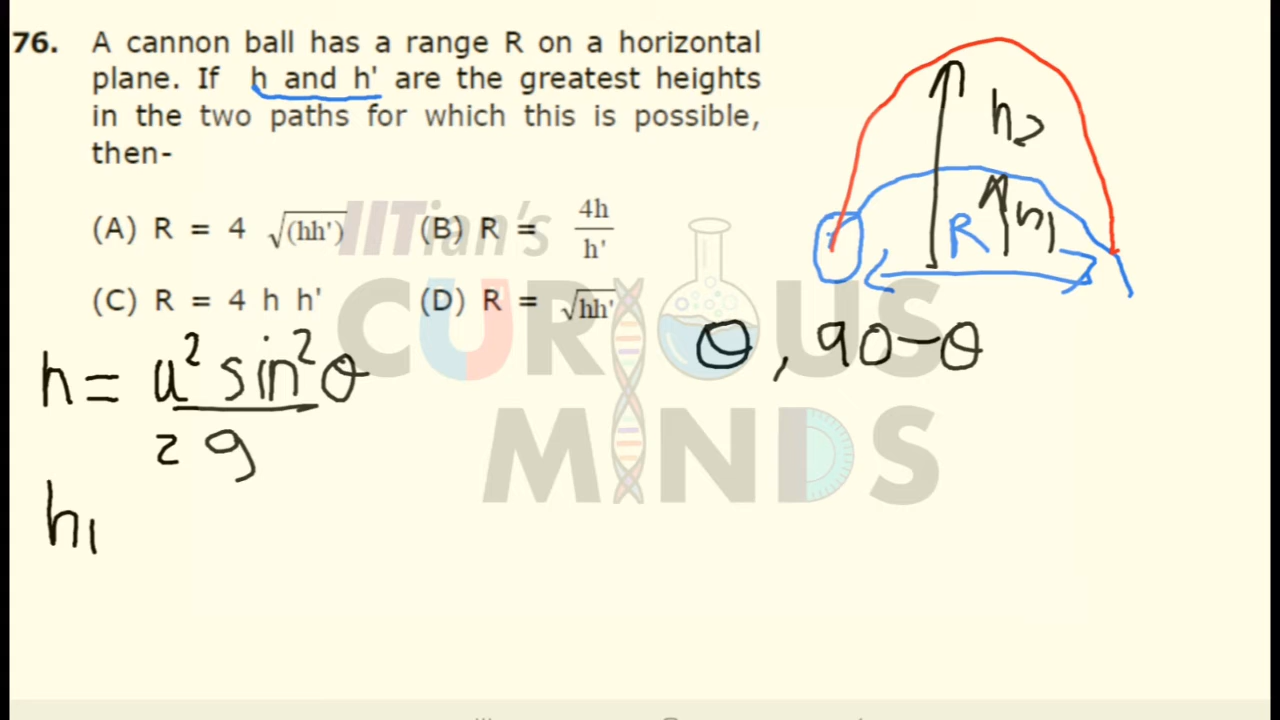 76. A cannon ball has a range R on a horizontal
plane. If h and h' are the greatest heights
in the two paths for which this is possible,
then-
(A) R = 4 √(hh') (B) R = 4h/h'
(C) R = 4 h h' (D) R = √hh'
IITian's
CURIOUS
MINDS
h₂
R h₁
θ, 90-θ
h = u² sin²θ
2g
h₁